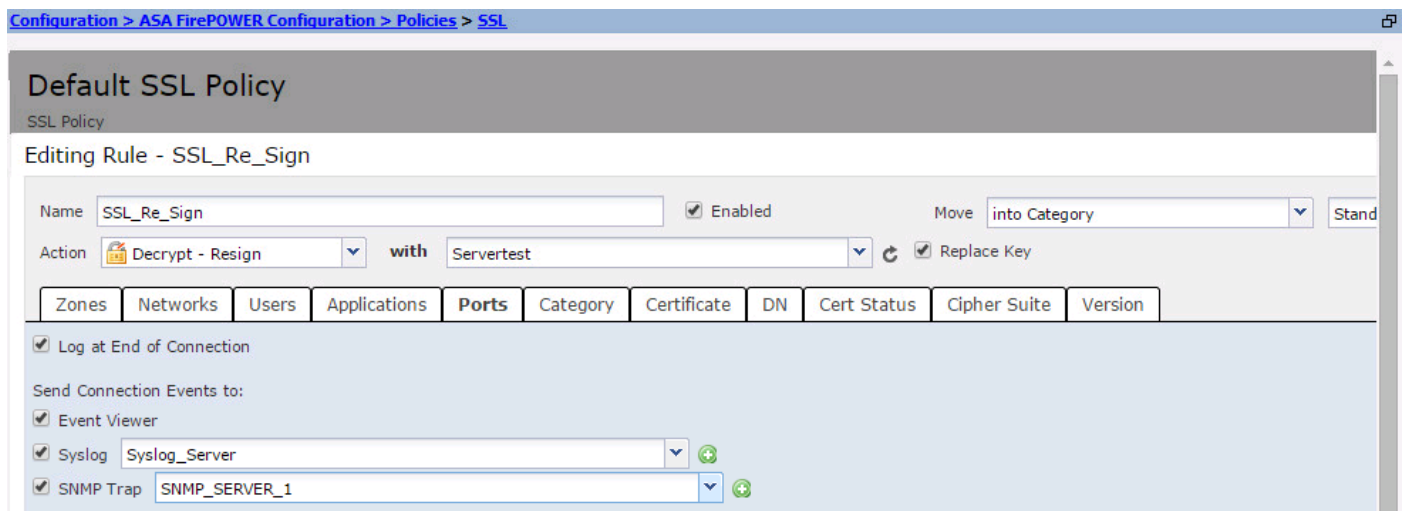 Configuration > ASA FirePOWER Configuration > Policies > SSL
Default SSL Policy
SSL Policy
Editing Rule - SSL_Re_Sign
Name SSL_Re_Sign Enabled Move into Category Stand
Action Decrypt - Resign with Servertest Replace Key
Zones Networks Users Applications Ports Category Certificate DN Cert Status Cipher Suite Version
Log at End of Connection
Send Connection Events to:
Event Viewer
Syslog Syslog_Server
SNMP Trap SNMP_SERVER_1